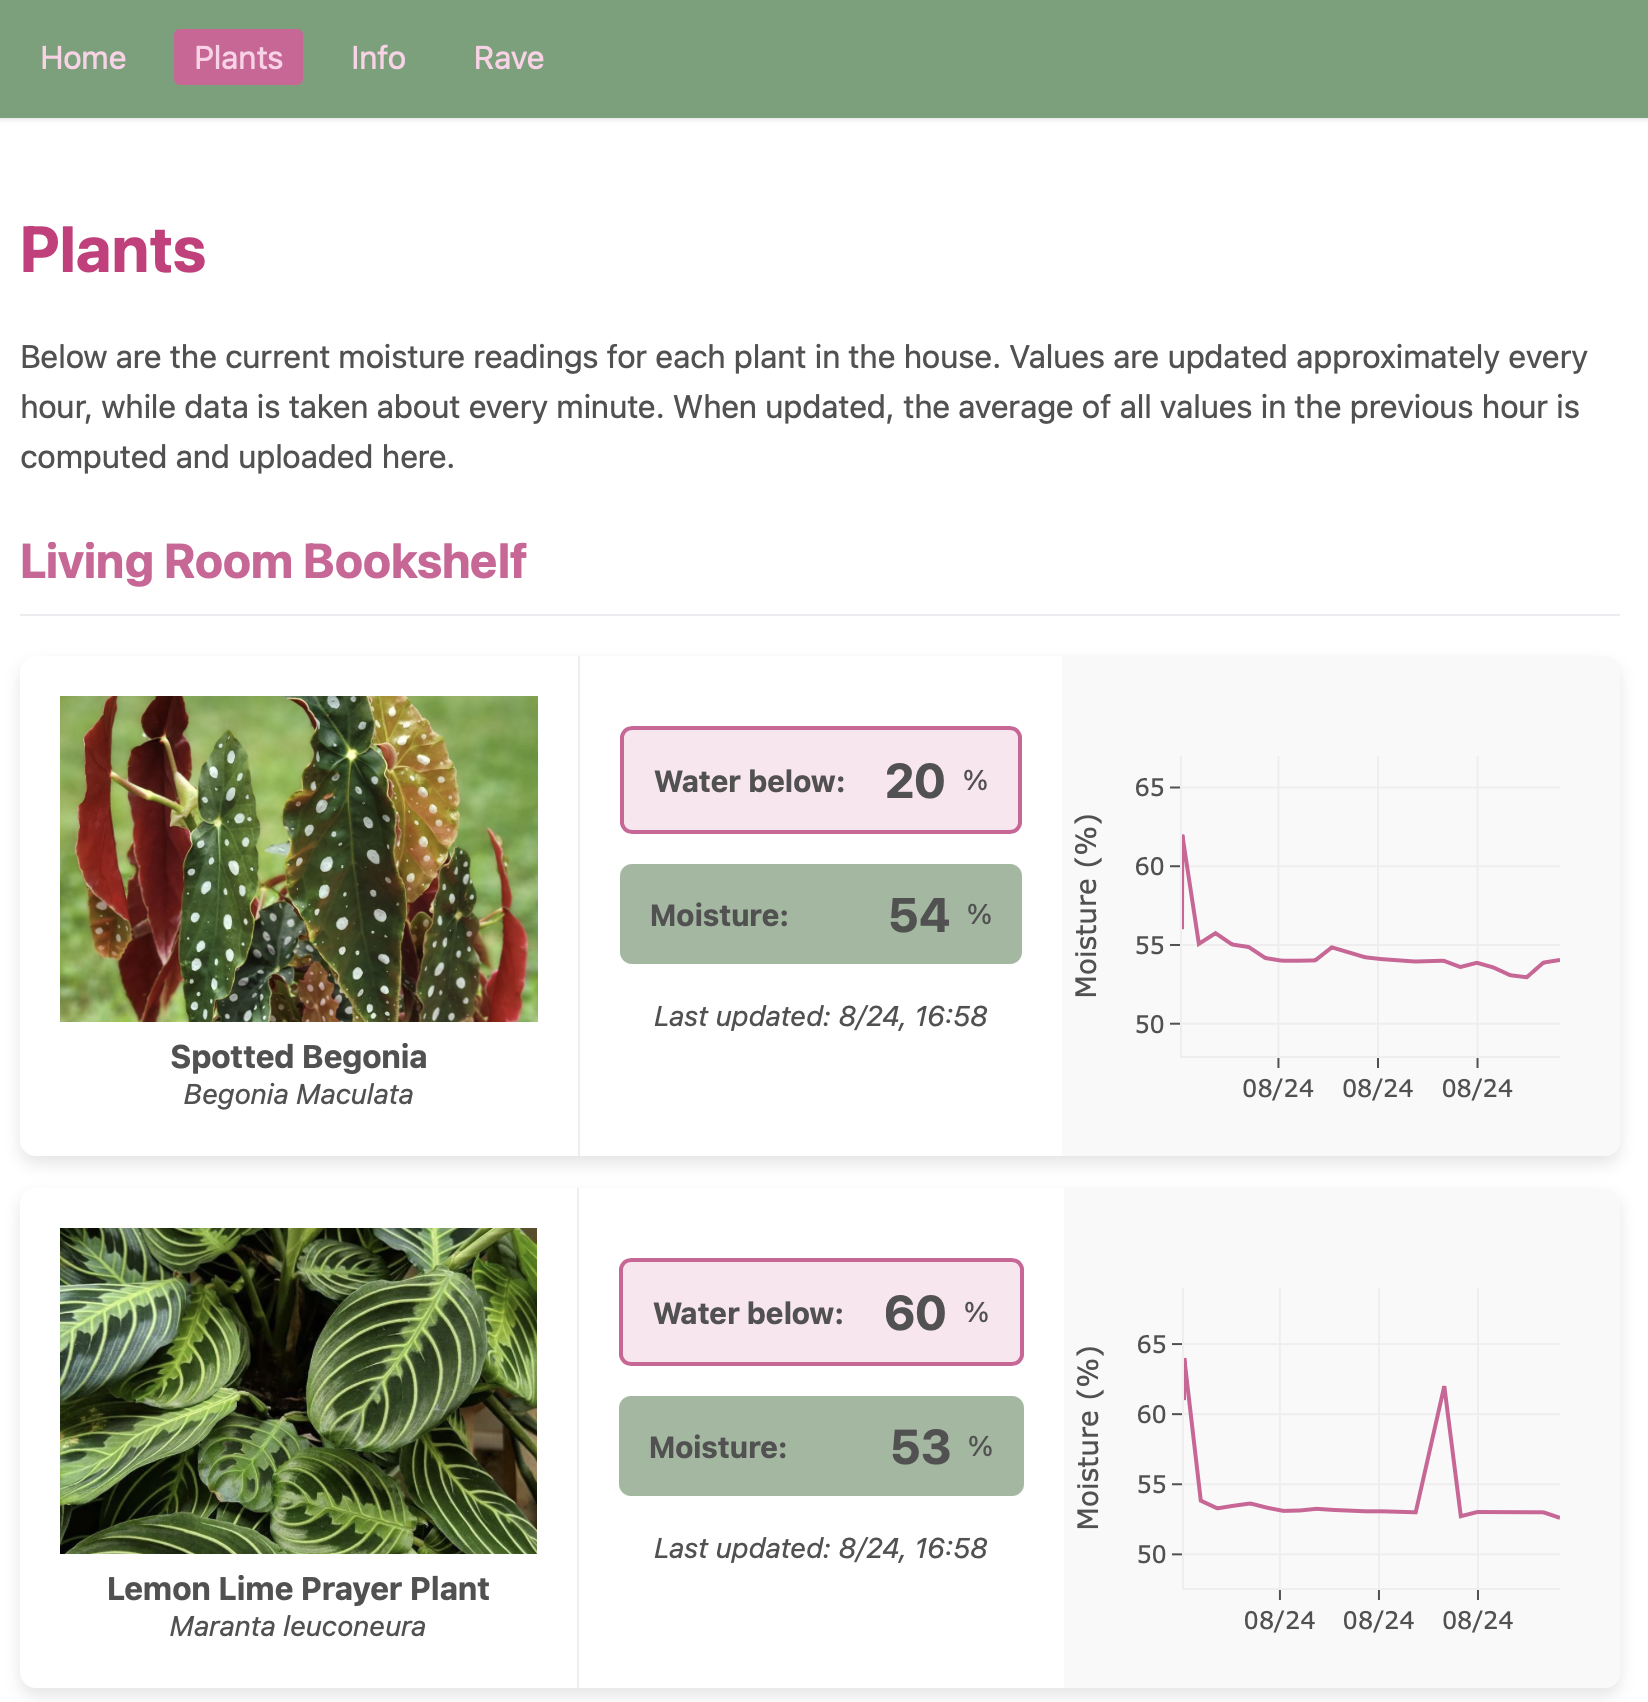 Home Plants Info Rave
Plants
Below are the current moisture readings for each plant in the house. Values are updated approximately every
hour, while data is taken about every minute. When updated, the average of all values in the previous hour is
computed and uploaded here.
Living Room Bookshelf
Spotted Begonia
Begonia Maculata
Water below: 20 %
Moisture: 54 %
Last updated: 8/24, 16:58
Moisture (%)
65
60
55
50
08/24 08/24 08/24
Lemon Lime Prayer Plant
Maranta leuconeura
Water below: 60 %
Moisture: 53 %
Last updated: 8/24, 16:58
Moisture (%)
65
60
55
50
08/24 08/24 08/24